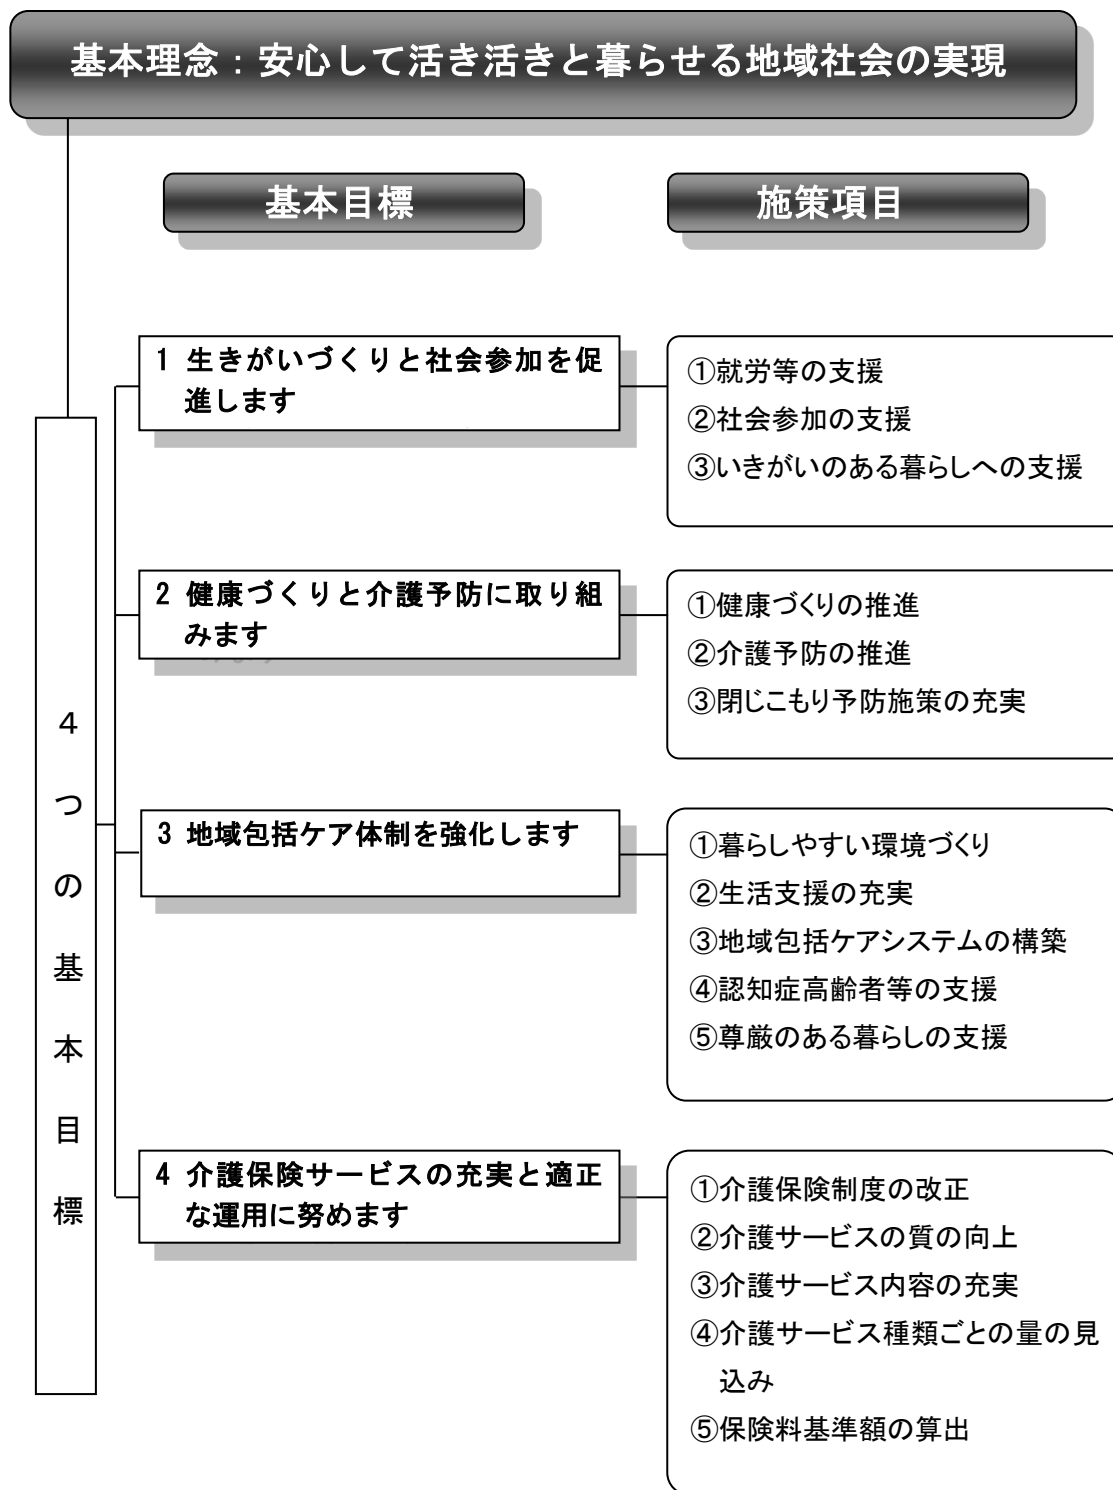 基本理念：安心して活き活きと暮らせる地域社会の実現
基本目標
施策項目
4つの基本目標
1 生きがいづくりと社会参加を促
進します
①就労等の支援
②社会参加の支援
③いきがいのある暮らしへの支援
2 健康づくりと介護予防に取り組
みます
①健康づくりの推進
②介護予防の推進
③閉じこもり予防施策の充実
3 地域包括ケア体制を強化します
①暮らしやすい環境づくり
②生活支援の充実
③地域包括ケアシステムの構築
④認知症高齢者等の支援
⑤尊厳のある暮らしの支援
4 介護保険サービスの充実と適正
な運用に努めます
①介護保険制度の改正
②介護サービスの質の向上
③介護サービス内容の充実
④介護サービス種類ごとの量の見
込み
⑤保険料基準額の算出